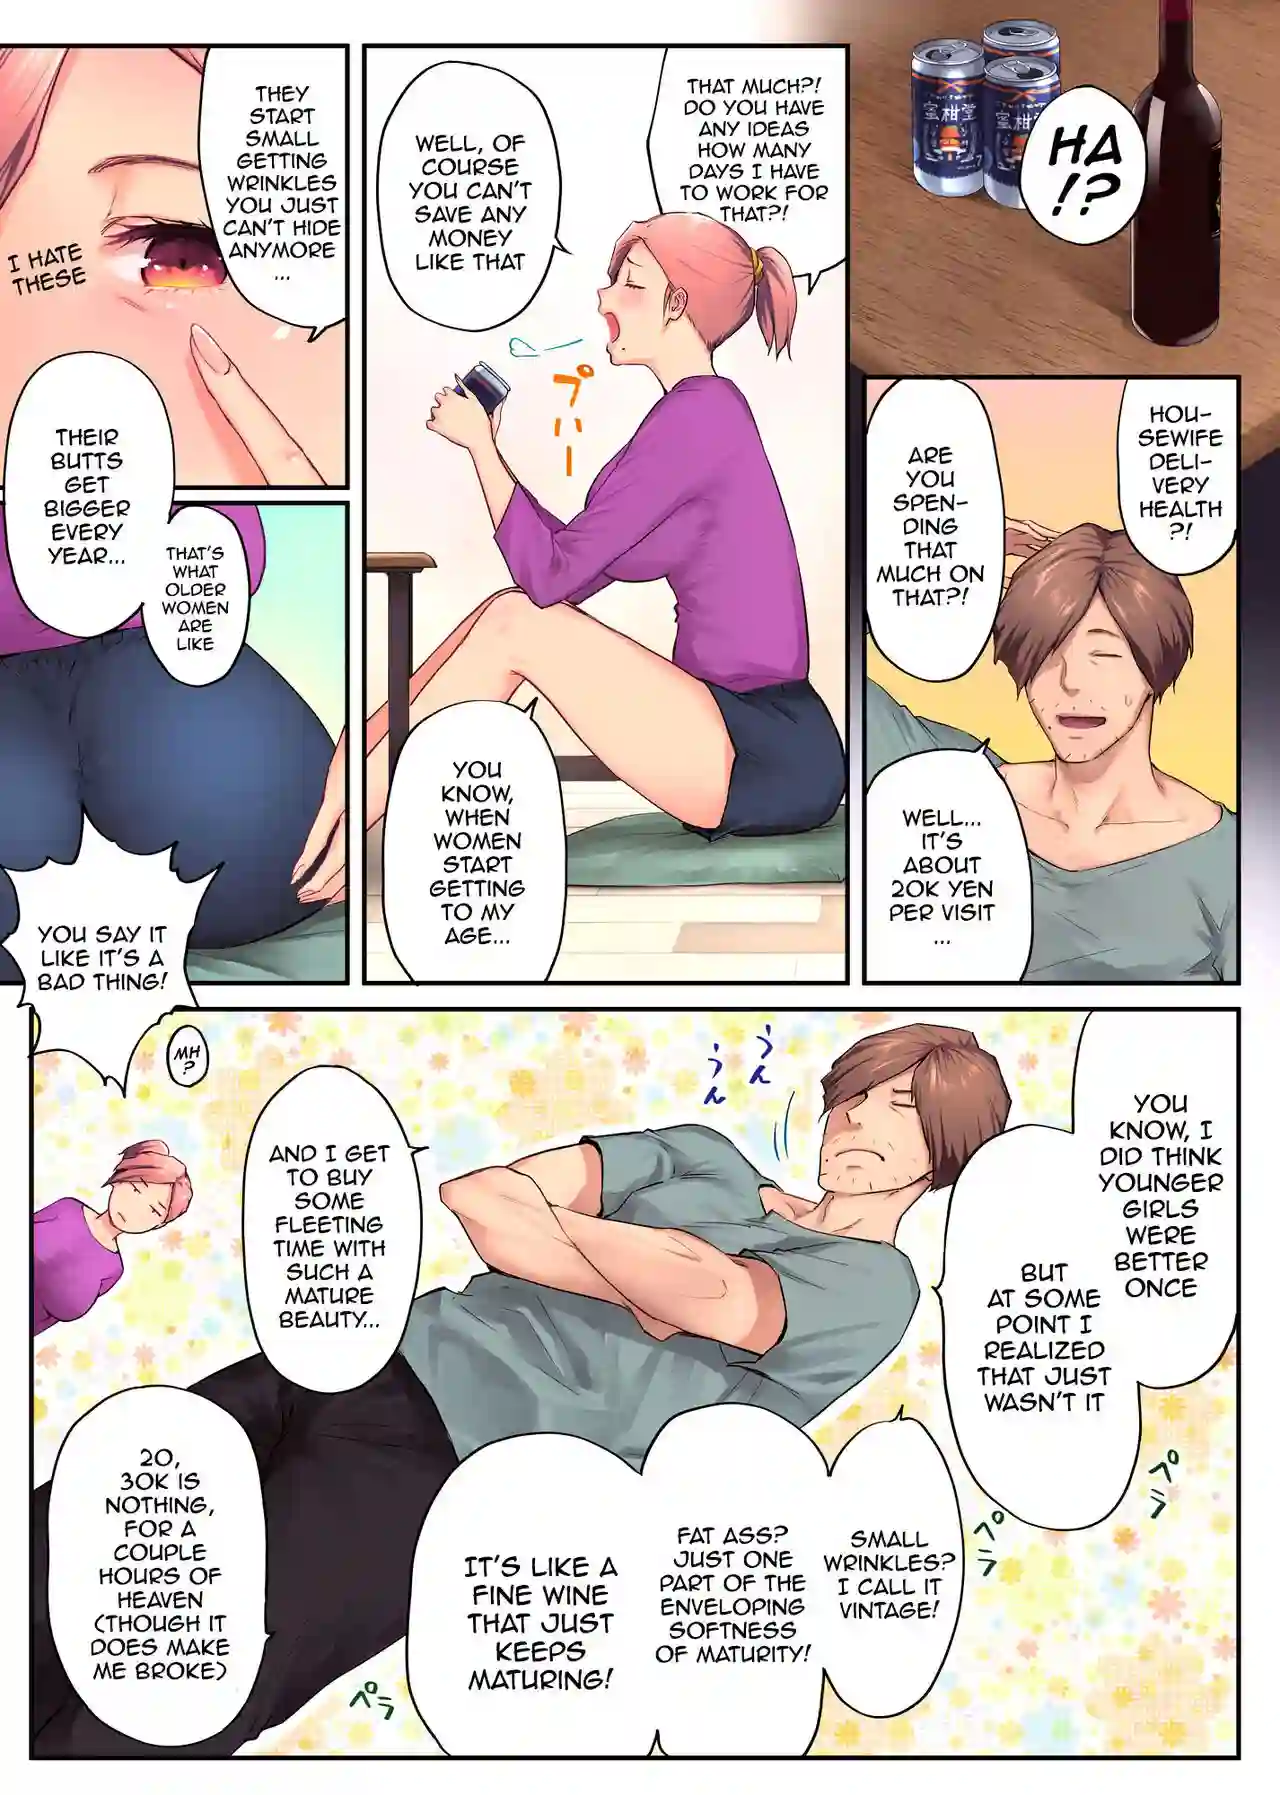 HA
!?
蜜柑堂
蜜柑堂
HOU-
SEWIFE
DELI-
VERY
HEALTH
?!
ARE
YOU
SPEN-
DING
THAT
MUCH ON
THAT?!
WELL...
IT'S
ABOUT
20K YEN
PER VISIT
...
THAT MUCH?!
DO YOU HAVE
ANY IDEAS
HOW MANY
DAYS I HAVE
TO WORK FOR
THAT?!
WELL, OF
COURSE
YOU CAN'T
SAVE ANY
MONEY
LIKE THAT
プハー
YOU
KNOW,
WHEN
WOMEN
START
GETTING
TO MY
AGE...
THEY
START
SMALL
GETTING
WRINKLES
YOU JUST
CAN'T HIDE
ANYMORE
...
I HATE
THESE
THEIR
BUTTS
GET
BIGGER
EVERY
YEAR...
THAT'S
WHAT
OLDER
WOMEN
ARE
LIKE
YOU SAY IT
LIKE IT'S A
BAD THING!
MH
?
YOU
KNOW, I
DID THINK
YOUNGER
GIRLS
WERE
BETTER
ONCE
BUT
AT SOME
POINT I
REALIZED
THAT JUST
WASN'T IT
うん
うん
ペラ
ペラ
SMALL
WRINKLES?
I CALL IT
VINTAGE!
FAT ASS?
JUST ONE
PART OF THE
ENVELOPING
SOFTNESS
OF MATURITY!
IT'S LIKE A
FINE WINE
THAT JUST
KEEPS
MATURING!
AND I GET
TO BUY
SOME
FLEETING
TIME WITH
SUCH A
MATURE
BEAUTY...
ペラ
20,
30K IS
NOTHING,
FOR A
COUPLE
HOURS OF
HEAVEN
(THOUGH IT
DOES MAKE
ME BROKE)